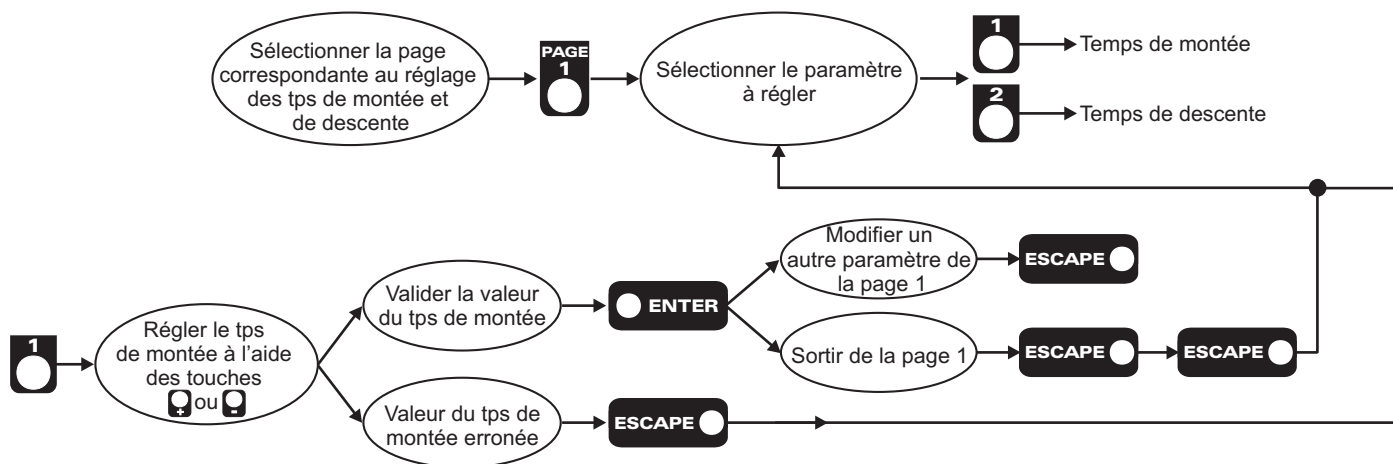 Sélectionner la page
correspondante au réglage
des tps de montée et
de descente
PAGE
1
Sélectionner le paramètre
à régler
1
Temps de montée
2
Temps de descente
1
Régler le tps
de montée à l'aide
des touches
+ ou -
Valider la valeur
du tps de montée
ENTER
Modifier un
autre paramètre de
la page 1
ESCAPE
Sortir de la page 1
ESCAPE
ESCAPE
Valeur du tps de
montée erronée
ESCAPE